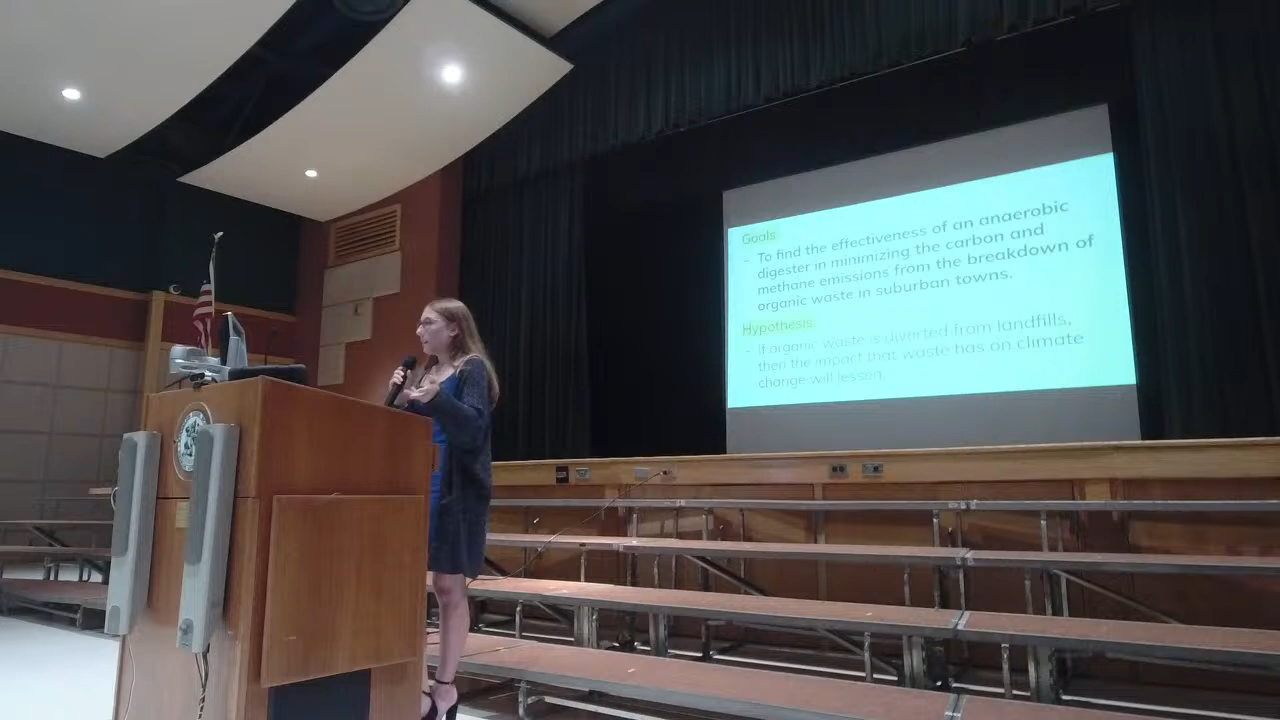 Goals
- To find the effectiveness of an anaerobic
digester in minimizing the carbon and
methane emissions from the breakdown of
organic waste in suburban towns.
Hypothesis
- If organic waste is diverted from landfills,
then the impact that waste has on climate
change will lessen.